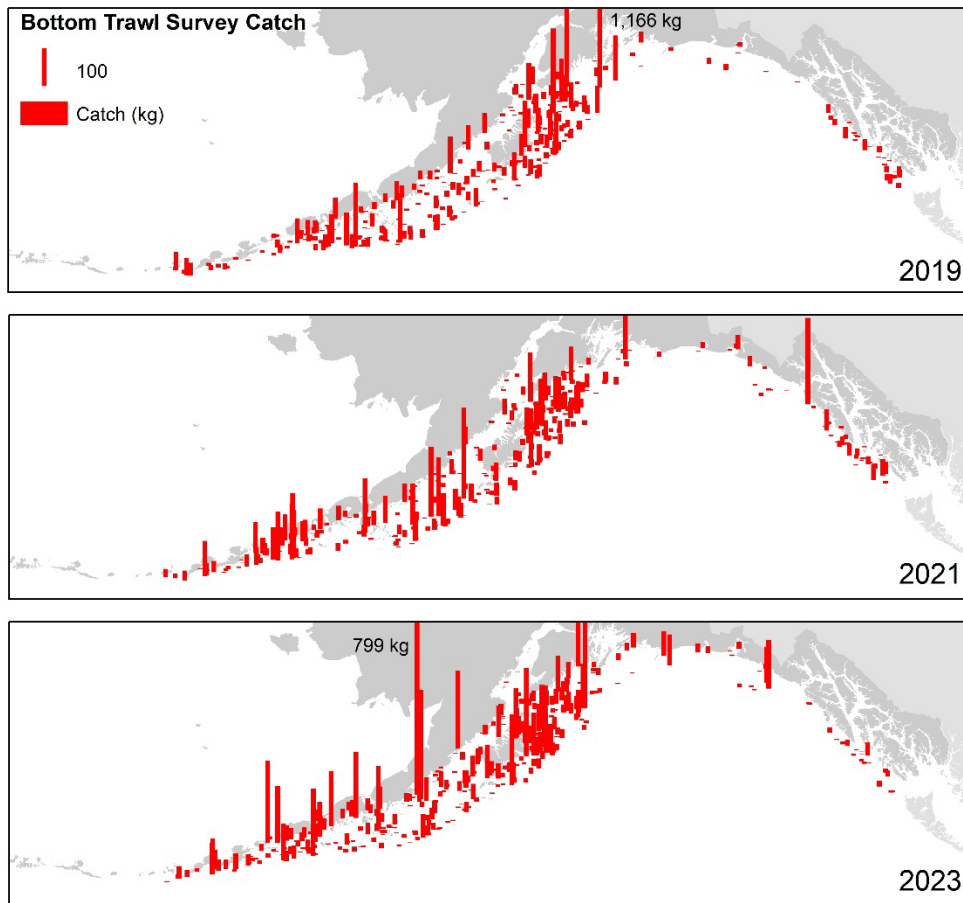 Bottom Trawl Survey Catch
100
Catch (kg)
1,166 kg
2019
2021
799 kg
2023